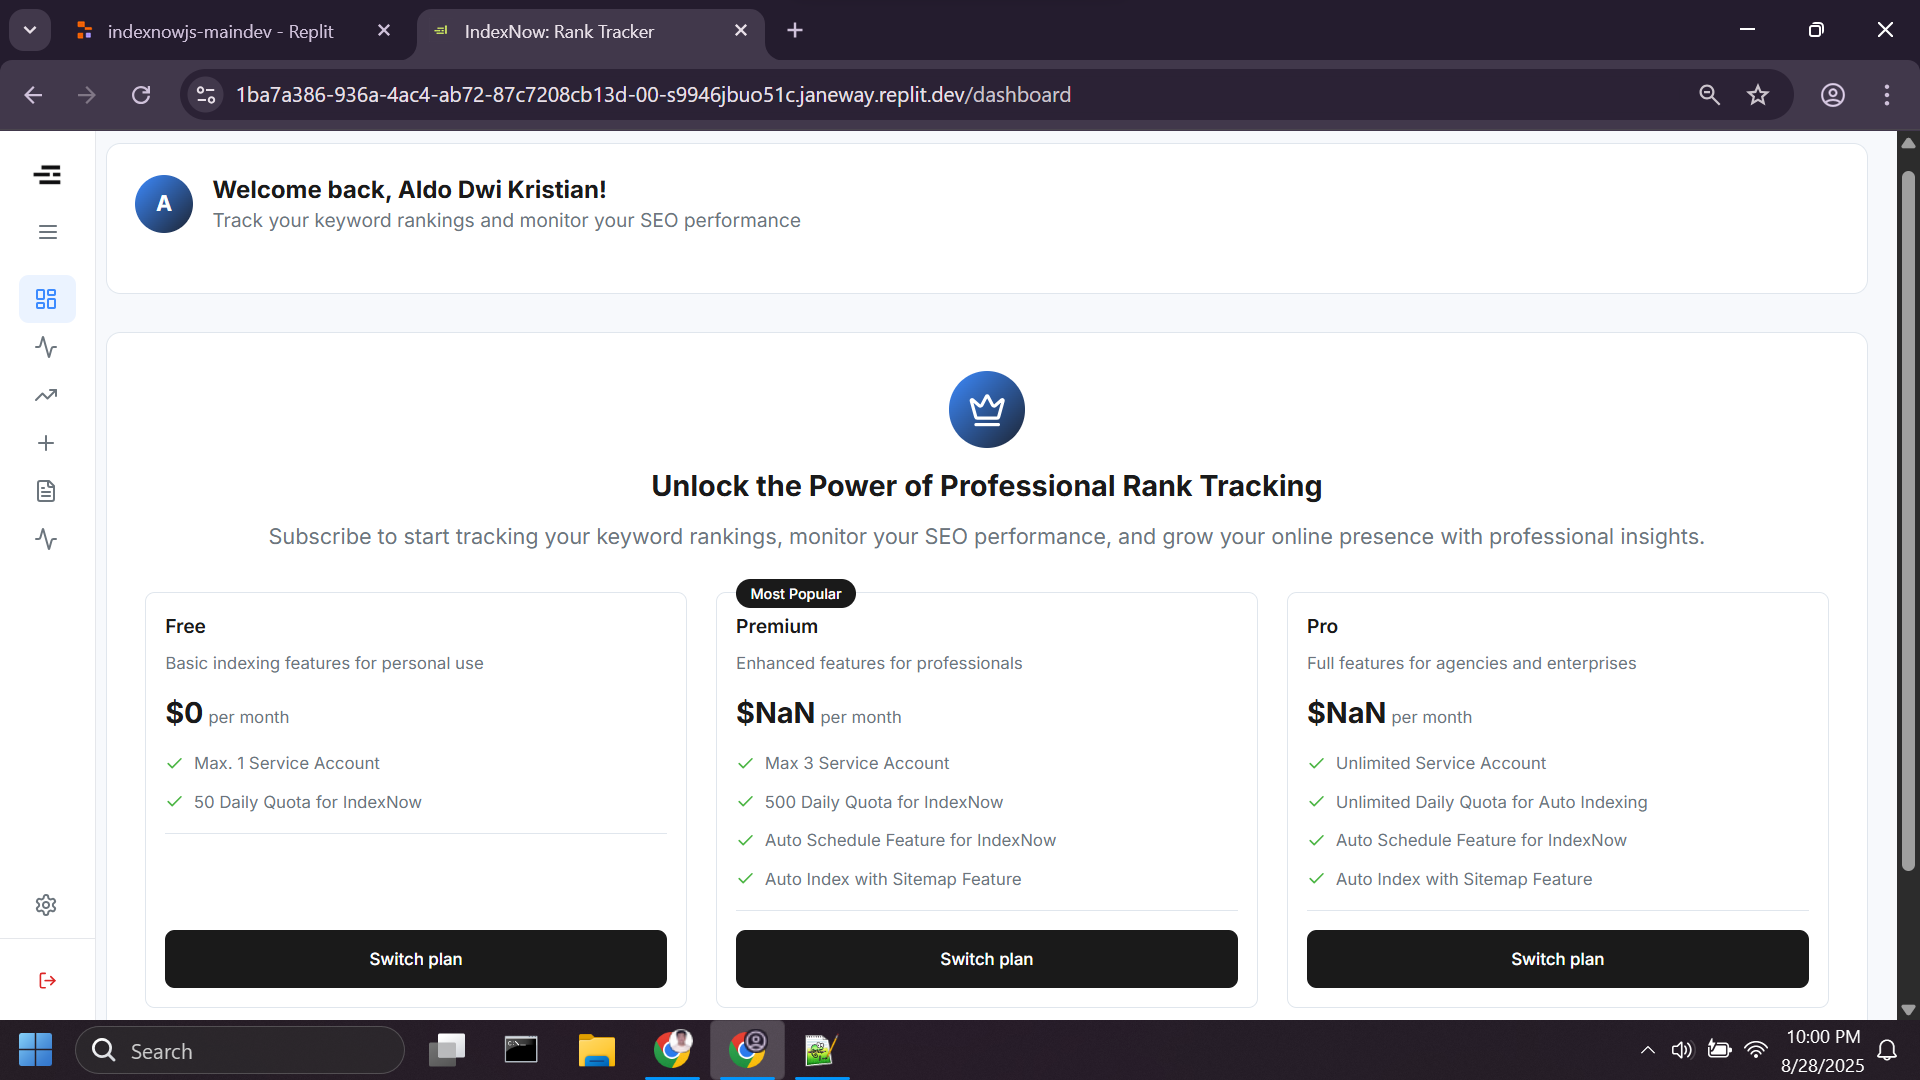 indexnowjs-maindev - Replit
IndexNow: Rank Tracker
1ba7a386-936a-4ac4-ab72-87c7208cb13d-00-s9946jbuo51c.janeway.replit.dev/dashboard
A
Welcome back, Aldo Dwi Kristian!
Track your keyword rankings and monitor your SEO performance
Unlock the Power of Professional Rank Tracking
Subscribe to start tracking your keyword rankings, monitor your SEO performance, and grow your online presence with professional insights.
Free
Basic indexing features for personal use
$0 per month
Max. 1 Service Account
50 Daily Quota for IndexNow
Switch plan
Most Popular
Premium
Enhanced features for professionals
$NaN per month
Max 3 Service Account
500 Daily Quota for IndexNow
Auto Schedule Feature for IndexNow
Auto Index with Sitemap Feature
Switch plan
Pro
Full features for agencies and enterprises
$NaN per month
Unlimited Service Account
Unlimited Daily Quota for Auto Indexing
Auto Schedule Feature for IndexNow
Auto Index with Sitemap Feature
Switch plan
Search
10:00 PM
8/28/2025